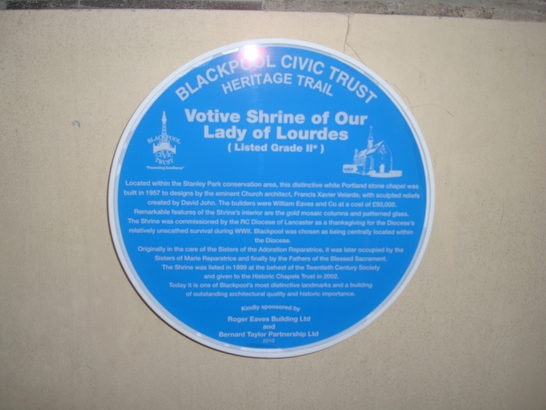 BLACKPOOL CIVIC TRUST
HERITAGE TRAIL
Votive Shrine of Our
Lady of Lourdes
( Listed Grade II* )
BLACKPOOL
CIVIC
TRUST
Located within the Stanley Park conservation area, this distinctive white Portland stone chapel was
built in 1957 to designs by the eminent Church architect, Francis Xavier Velarde, with sculpted reliefs
created by David John. The builders were William Eaves and Co at a cost of £50,000.
Remarkable features of the Shrine's interior are the gold mosaic columns and patterned glass.
The Shrine was commissioned by the RC Diocese of Lancaster as a thanksgiving for the Diocese's
relatively unscathed survival during WWII. Blackpool was chosen as being centrally located within
the Diocese.
Originally in the care of the Sisters of the Adoration Reparatrice, it was later occupied by the
Sisters of Marie Reparatrice and finally by the Fathers of the Blessed Sacrament.
The Shrine was listed in 1999 at the behest of the Twentieth Century Society
and given to the Historic Chapels Trust in 2002.
Today it is one of Blackpool's most distinctive landmarks and a building
of outstanding architectural quality and historic importance.
Kindly sponsored by
Roger Eaves Building Ltd
and
Bernard Taylor Partnership Ltd
2010